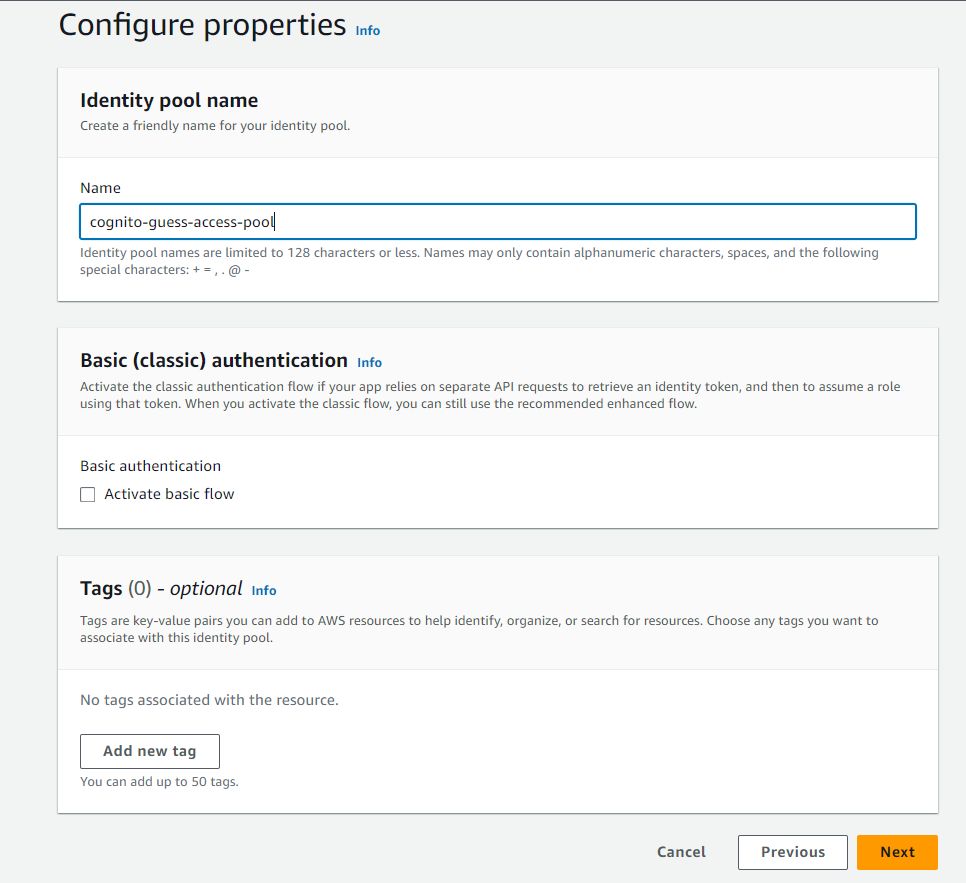 Configure properties Info
Identity pool name
Create a friendly name for your identity pool.
Name
cognito-guess-access-pool
Identity pool names are limited to 128 characters or less. Names may only contain alphanumeric characters, spaces, and the following
special characters: + = , . @ -
Basic (classic) authentication Info
Activate the classic authentication flow if your app relies on separate API requests to retrieve an identity token, and then to assume a role
using that token. When you activate the classic flow, you can still use the recommended enhanced flow.
Basic authentication
Activate basic flow
Tags (0) - optional Info
Tags are key-value pairs you can add to AWS resources to help identify, organize, or search for resources. Choose any tags you want to
associate with this identity pool.
No tags associated with the resource.
Add new tag
You can add up to 50 tags.
Cancel Previous Next